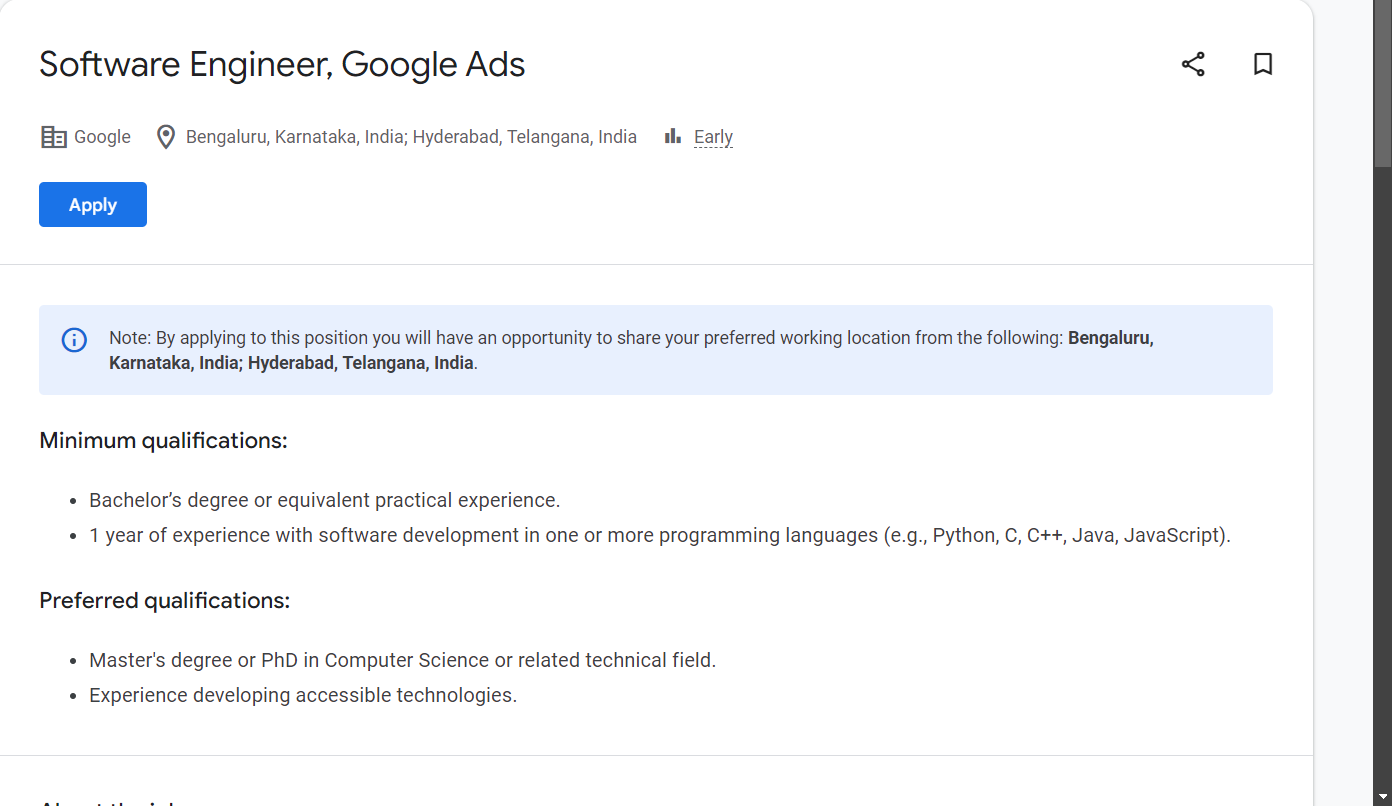 Software Engineer, Google Ads
Google Bengaluru, Karnataka, India; Hyderabad, Telangana, India Early
Apply
Note: By applying to this position you will have an opportunity to share your preferred working location from the following: Bengaluru,
Karnataka, India; Hyderabad, Telangana, India.
Minimum qualifications:
• Bachelor’s degree or equivalent practical experience.
• 1 year of experience with software development in one or more programming languages (e.g., Python, C, C++, Java, JavaScript).
Preferred qualifications:
• Master's degree or PhD in Computer Science or related technical field.
• Experience developing accessible technologies.